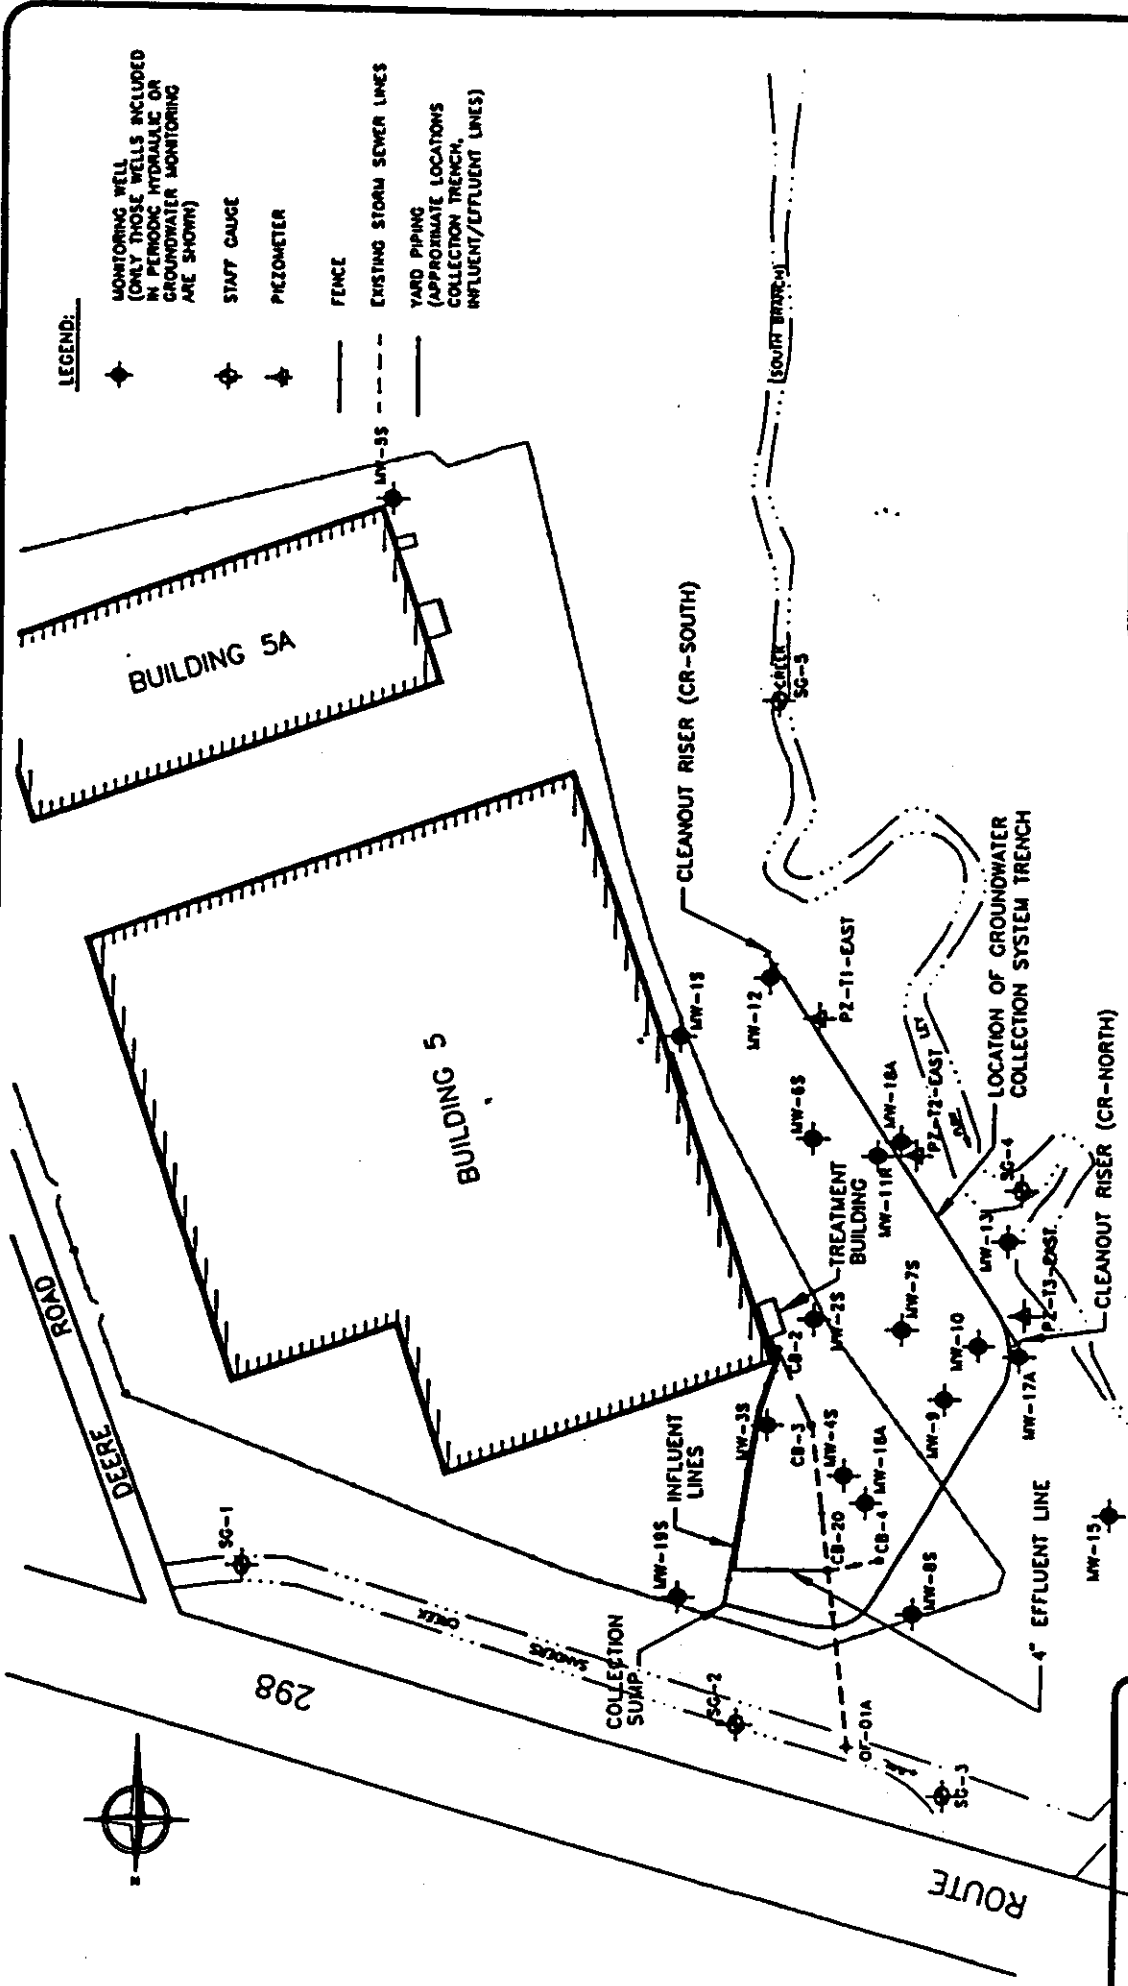 LEGEND:
MONITORING WELL
(ONLY THOSE WELLS INCLUDED
IN PERIODIC HYDRAULIC OR
GROUNDWATER MONITORING
ARE SHOWN)
STAFF GAUGE
PIEZOMETER
FENCE
EXISTING STORM SEWER LINES
YARD PIPING
(APPROXIMATE LOCATIONS
COLLECTION TRENCH,
INFLUENT/EFFLUENT LINES)
MW-5S
BUILDING 5A
BUILDING 5
(SOUTH BRANCH)
CREEK
SG-5
CLEANOUT RISER (CR-SOUTH)
MW-1S
MW-12
PZ-T1-EAST
MW-6S
MW-18A
MW-11R
PZ-T2-EAST
LEY
LOCATION OF GROUNDWATER
COLLECTION SYSTEM TRENCH
SG-4
MW-13
PZ-T3-EAST
CLEANOUT RISER (CR-NORTH)
TREATMENT
BUILDING
MW-2S
MW-7S
MW-10
MW-17A
MW-9
CB-2
CB-3
MW-3S
MW-4S
MW-16A
CB-4
CB-20
INFLUENT
LINES
MW-19S
MW-8S
MW-15
4" EFFLUENT LINE
COLLECTION
SUMP
DEERE
ROAD
SG-1
SANDERS
CREEK
SG-2
OF-01A
SG-3
ROUTE
298
N